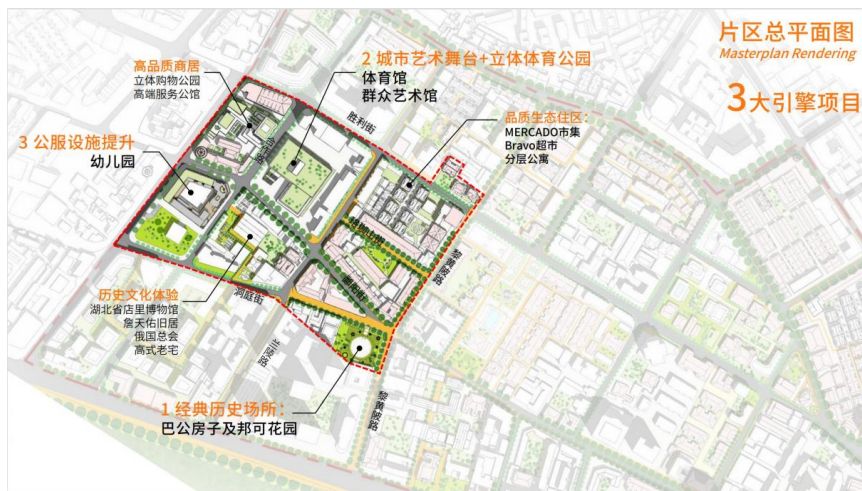 片区总平面图
Masterplan Rendering
3大引擎项目
高品质商居
立体购物公园
高端服务公馆
2 城市艺术舞台+立体体育公园
体育馆
群众艺术馆
胜利街
品质生态住区:
MERCADO市集
Bravo超市
分层公寓
合作路
3 公服设施提升
幼儿园
黎黄陂路
历史文化体验
湖北省店里博物馆
詹天佑旧居
俄国总会
高式老宅
洞庭街
兰陵路
1 经典历史场所:
巴公房子及邦可花园
黎黄陂路